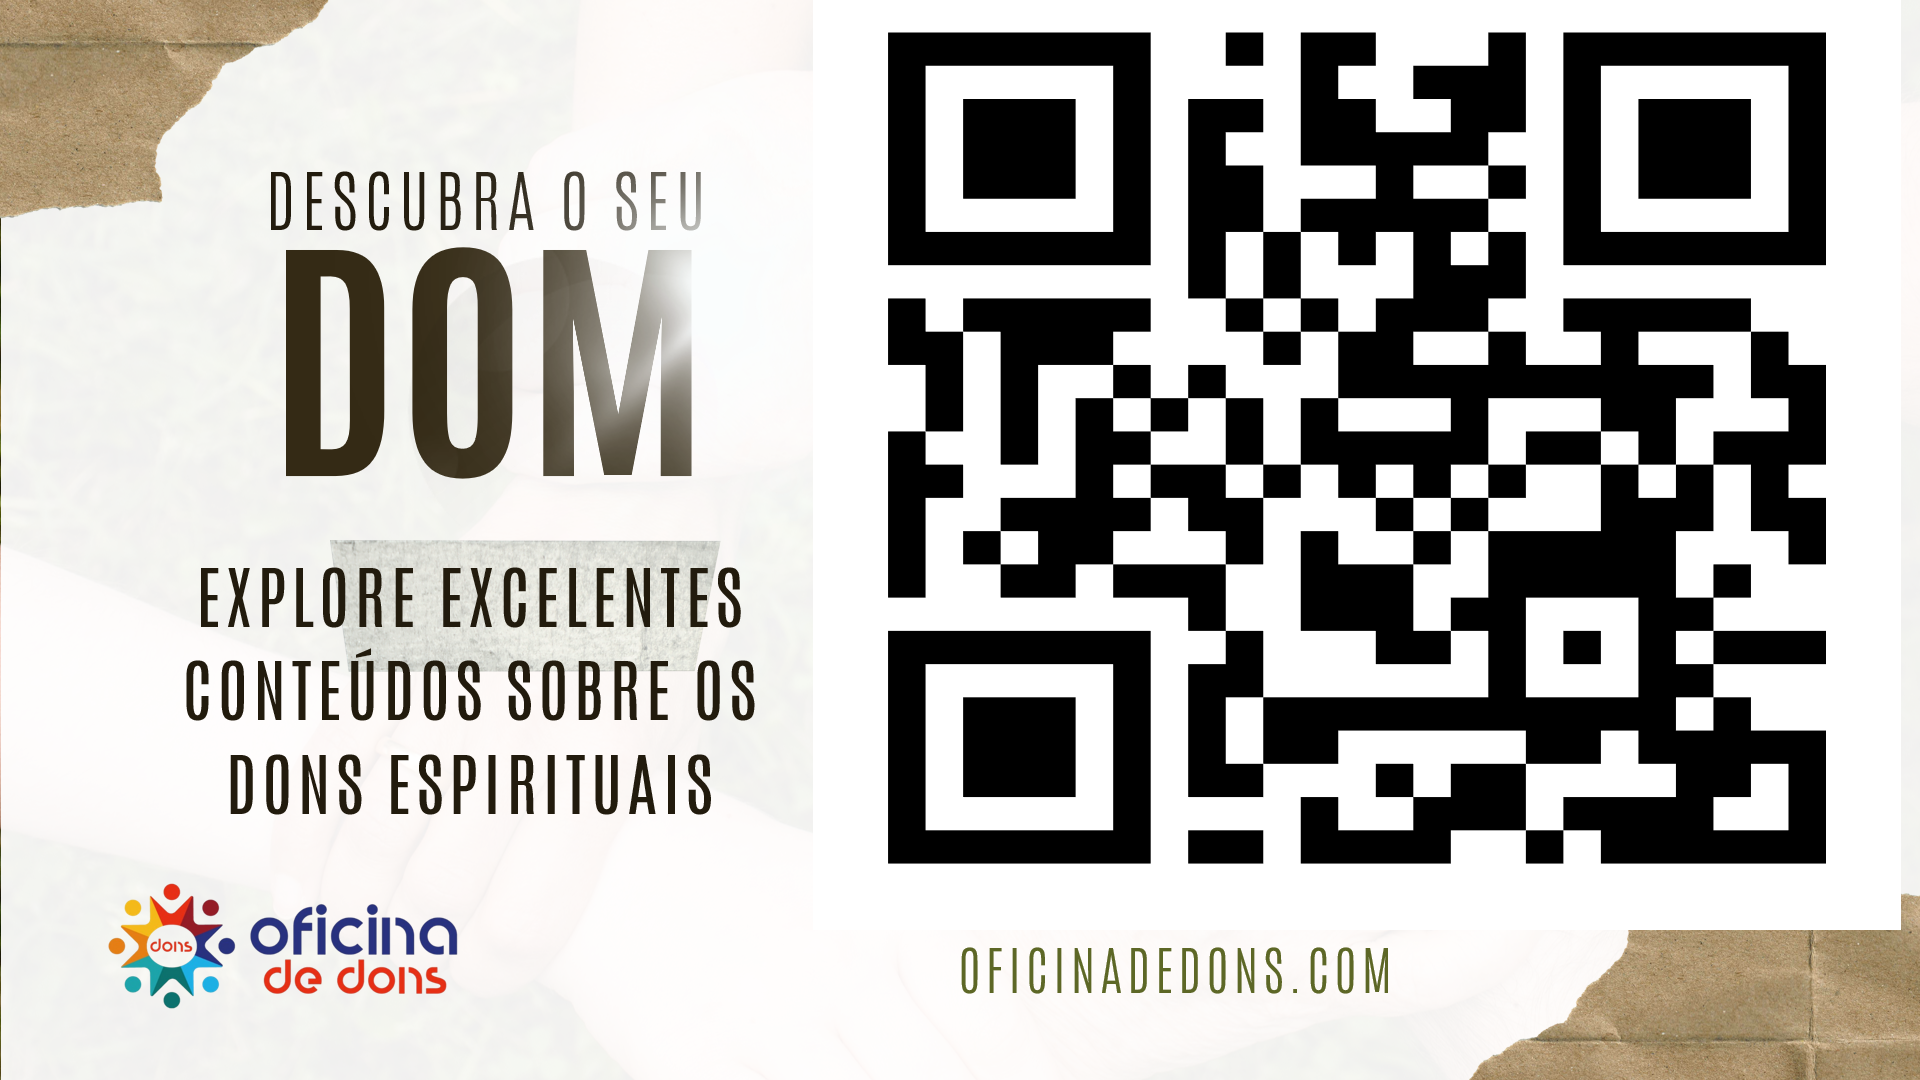 DESCUBRA O SEU
DOM
EXPLORE EXCELENTES
CONTEÚDOS SOBRE OS
DONS ESPIRITUAIS
dons
oficina
de dons
OFICINADEDONS.COM